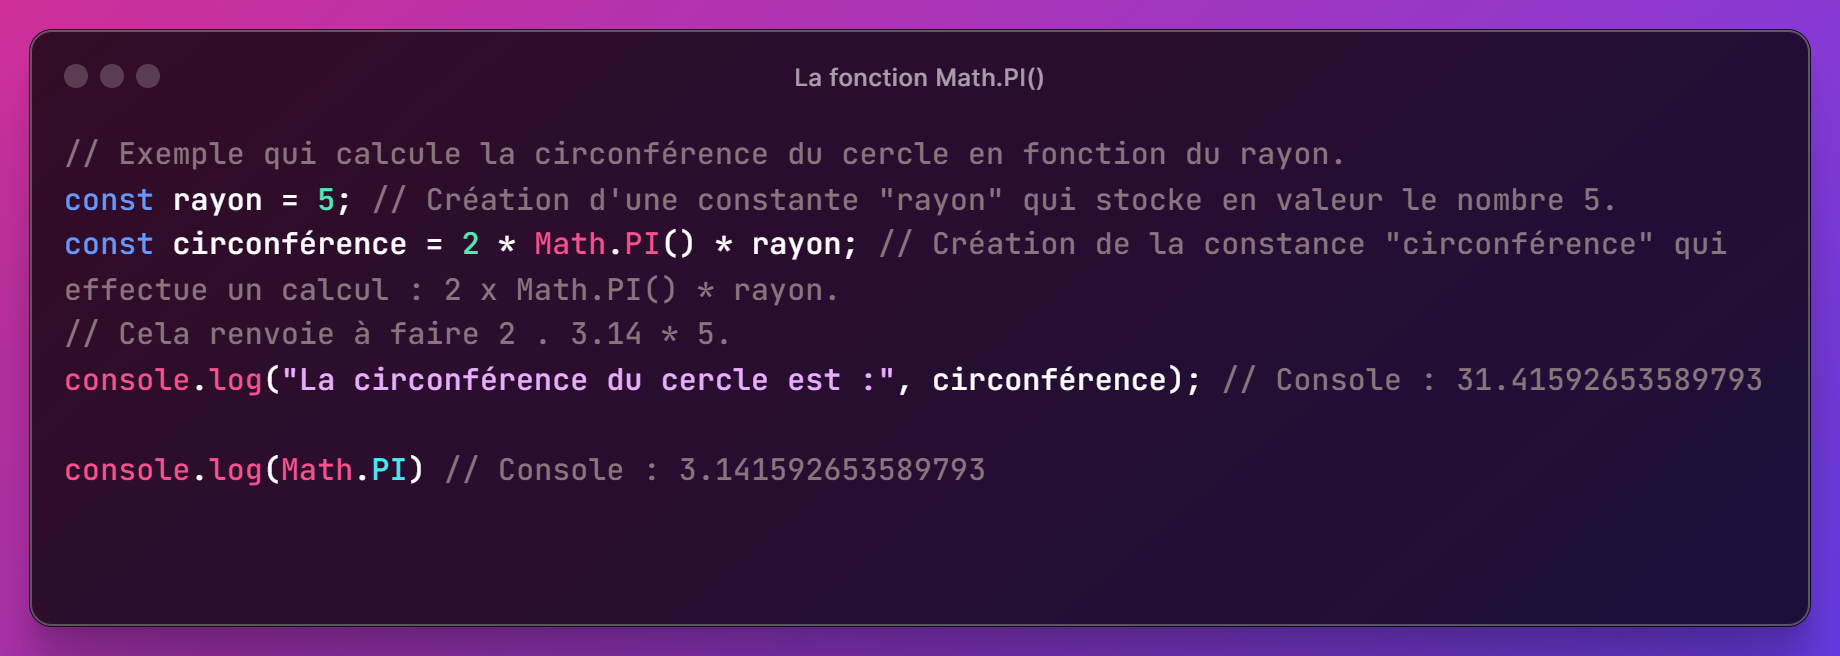 La fonction Math.PI()
// Exemple qui calcule la circonférence du cercle en fonction du rayon.
const rayon = 5; // Création d'une constante "rayon" qui stocke en valeur le nombre 5.
const circonférence = 2 * Math.PI() * rayon; // Création de la constance "circonférence" qui
effectue un calcul : 2 x Math.PI() * rayon.
// Cela renvoie à faire 2 . 3.14 * 5.
console.log("La circonférence du cercle est :", circonférence); // Console : 31.41592653589793
console.log(Math.PI) // Console : 3.141592653589793